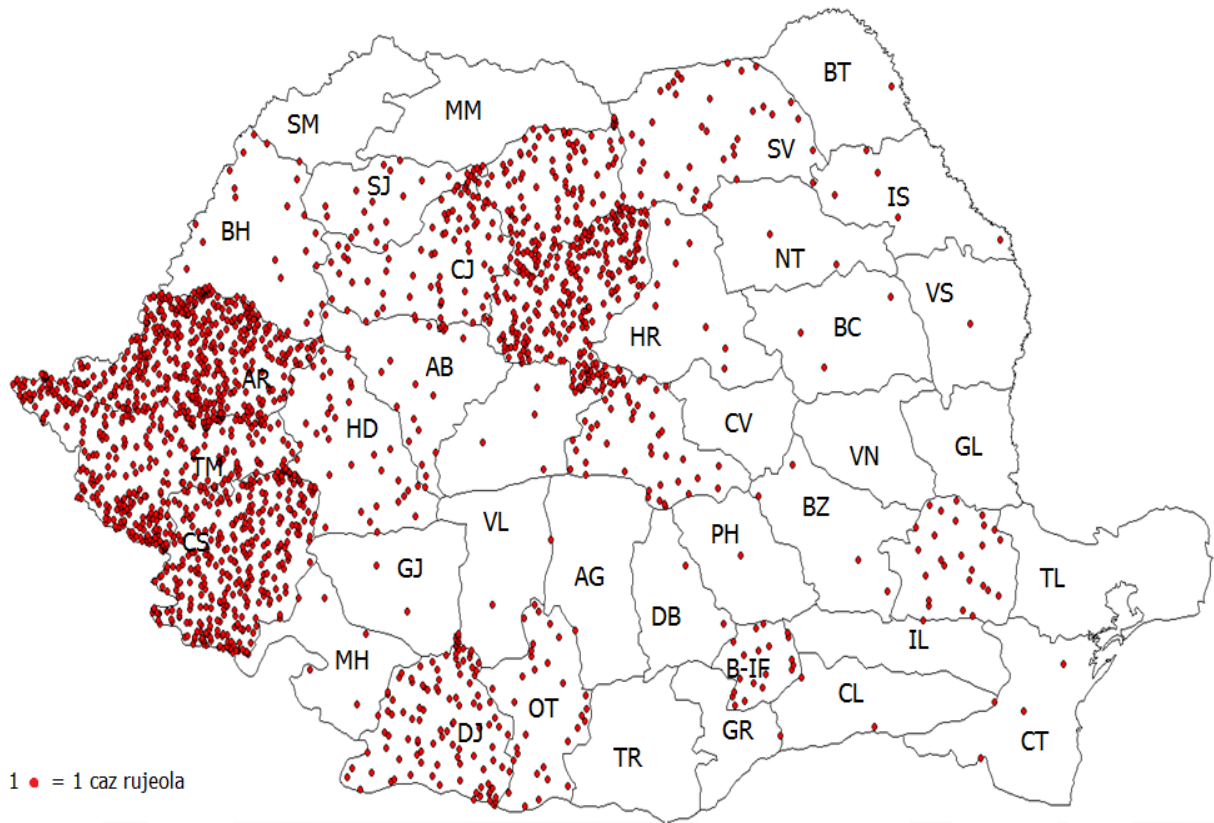 BT
MM
SM
SV
SJ
IS
BH
NT
CJ
VS
BC
HR
AB
AR
CV
HD
GL
VN
TM
BZ
VL
PH
CS
GJ
AG
TL
DB
IL
MH
B-IF
CL
OT
GR
DJ
CT
TR
1 = 1 caz rujeola